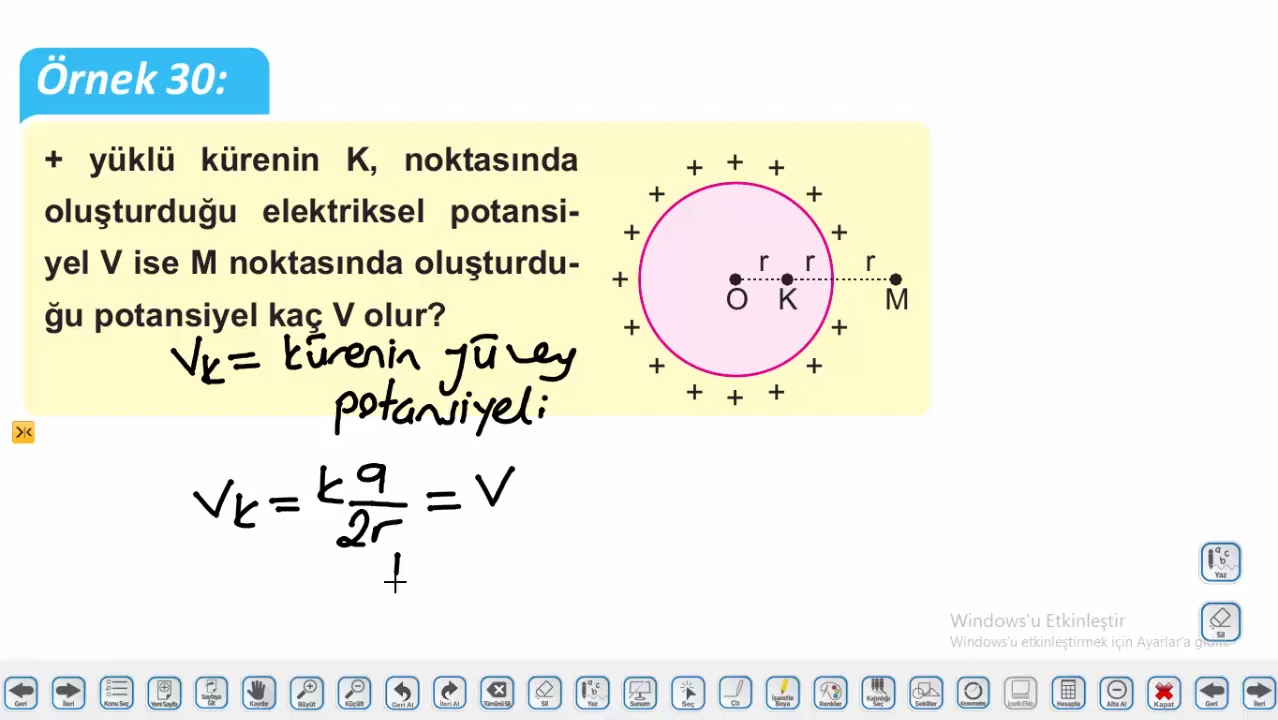 Örnek 30:
+ yüklü kürenin K, noktasında
oluşturduğu elektriksel potansi-
yel V ise M noktasında oluşturdu-
ğu potansiyel kaç V olur?
r r r
O K M
Vk = kürenin yüzey
potansiyeli
Vk = k q / 2r = V
Yaz
Sil
Windows'u Etkinleştir
Windows'u etkinleştirmek için Ayarlar'a gidin.
Geri İleri Konu Seç Yeni Sayfa Sayfaya Git Kaydır Büyüt Küçült Geri Al İleri Al Tümünü Sil Sil Yaz Sunum Seç Çiz İşaretle Boya Renkler Kalınlığı Seç Şekiller Kronometre İçerik Ekle Hesapla Alta Al Kapat Geri İleri